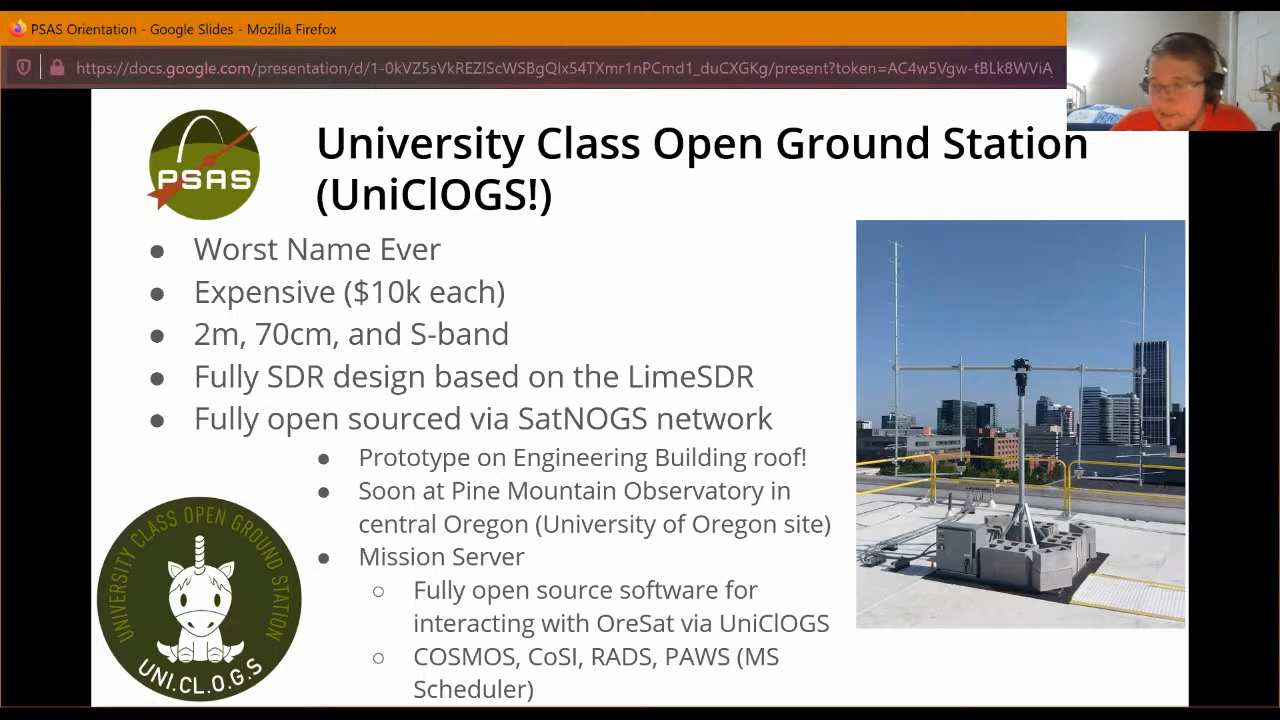 PSAS Orientation - Google Slides - Mozilla Firefox
https://docs.google.com/presentation/d/1-0kVZ5sVkREZIScWSBgQIx54TXmr1nPCmd1_duCXGKg/present?token=AC4w5Vgw-tBLk8WViA
PSAS
University Class Open Ground Station
(UniClOGS!)
● Worst Name Ever
● Expensive ($10k each)
● 2m, 70cm, and S-band
● Fully SDR design based on the LimeSDR
● Fully open sourced via SatNOGS network
● Prototype on Engineering Building roof!
● Soon at Pine Mountain Observatory in
central Oregon (University of Oregon site)
● Mission Server
○ Fully open source software for
interacting with OreSat via UniClOGS
○ COSMOS, CoSI, RADS, PAWS (MS
Scheduler)
UNIVERSITY CLASS OPEN GROUND STATION
UNI.CL.O.G.S